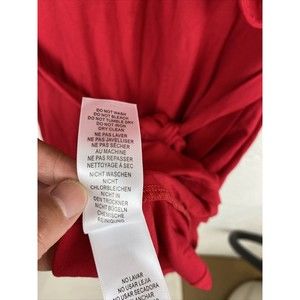 DO NOT WASH
DO NOT BLEACH
DO NOT TUMBLE DRY
DO NOT IRON
DRY CLEAN
NE PAS LAVER
NE PAS JAVELLISER
NE PAS SÉCHER
AU MACHINE
NE PAS REPASSER
NETTOYAGE A SEC
NICHT WASCHEN
NICHT
CHLORBLEICHEN
NICHT IN
DEN TROCKNER
NICHT BÜGELN
CHEMISCHE
REINIGUNG
NO LAVAR
NO USAR LEJIA
NO USAR SECADORA
NO PLANCHAR